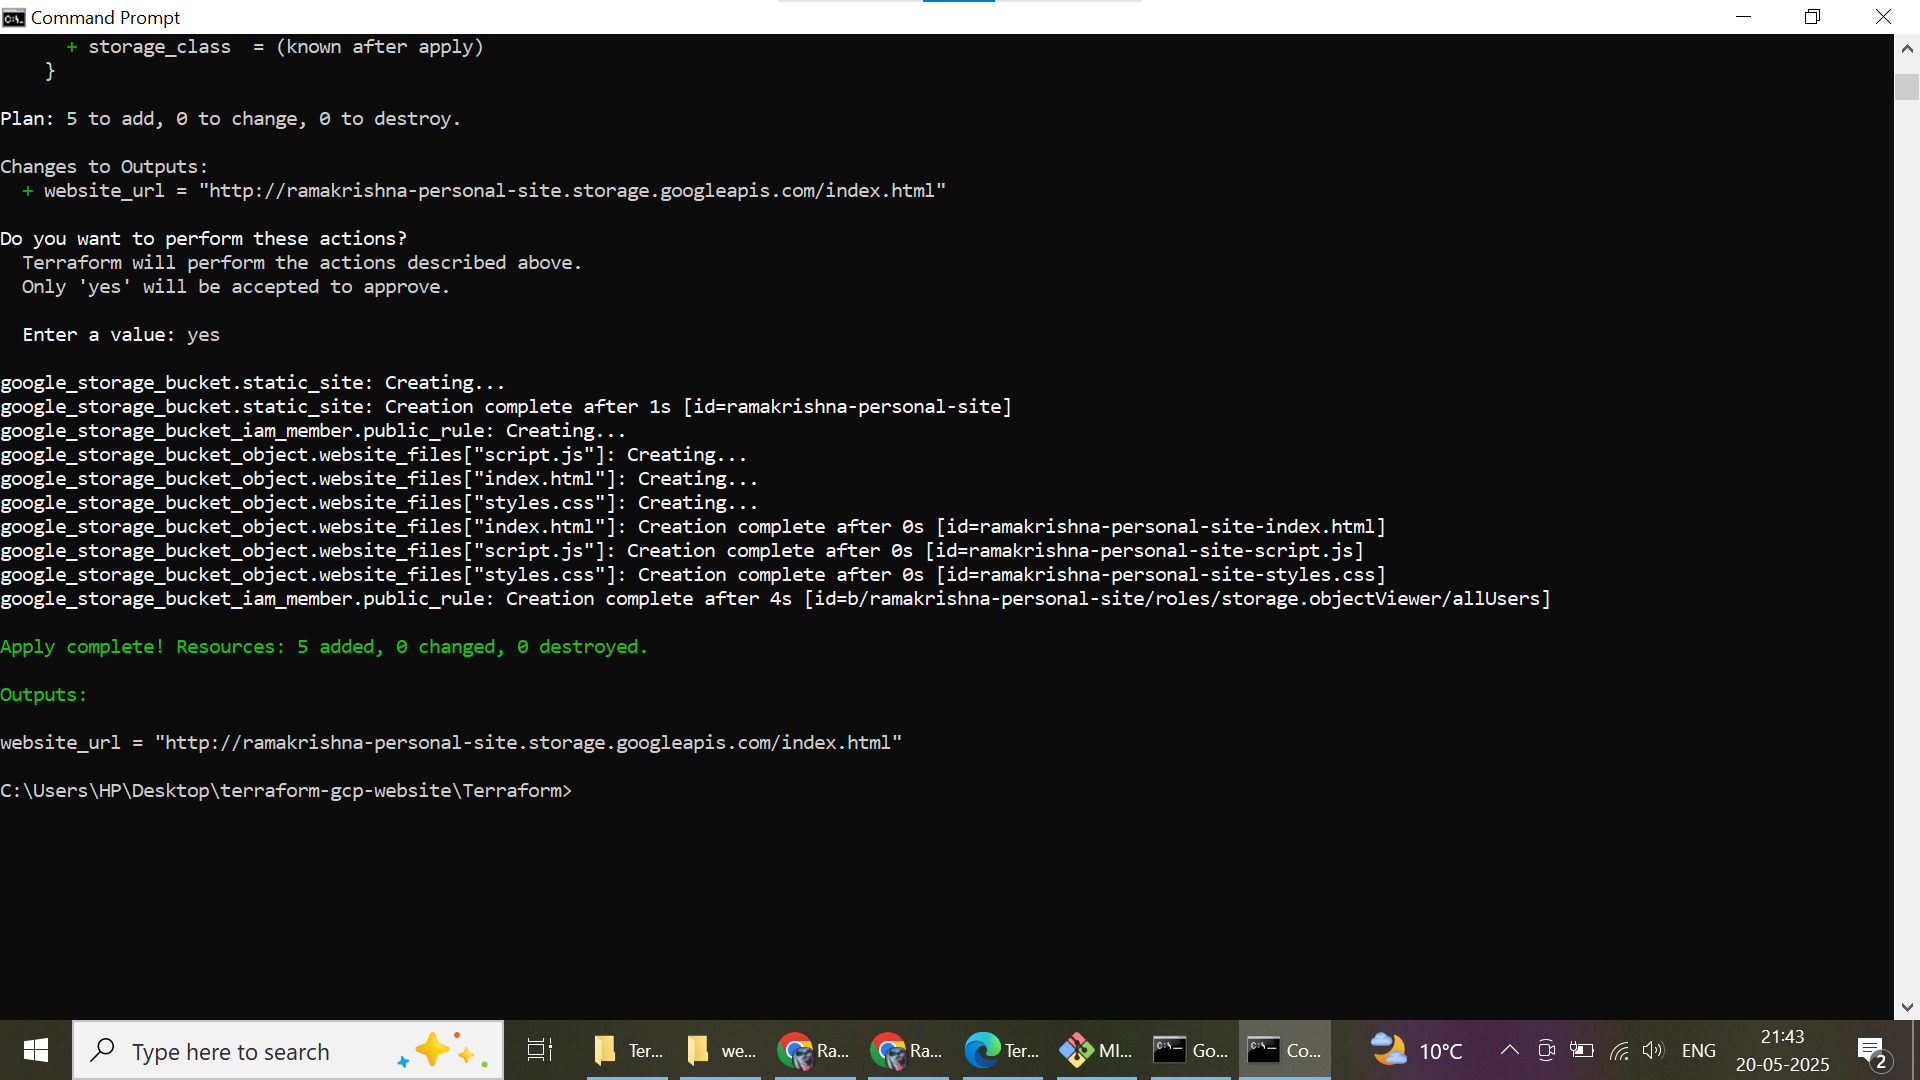 Command Prompt
+ storage_class  = (known after apply)
}
Plan: 5 to add, 0 to change, 0 to destroy.
Changes to Outputs:
+ website_url = "http://ramakrishna-personal-site.storage.googleapis.com/index.html"
Do you want to perform these actions?
Terraform will perform the actions described above.
Only 'yes' will be accepted to approve.
Enter a value: yes
google_storage_bucket.static_site: Creating...
google_storage_bucket.static_site: Creation complete after 1s [id=ramakrishna-personal-site]
google_storage_bucket_iam_member.public_rule: Creating...
google_storage_bucket_object.website_files["script.js"]: Creating...
google_storage_bucket_object.website_files["index.html"]: Creating...
google_storage_bucket_object.website_files["styles.css"]: Creating...
google_storage_bucket_object.website_files["index.html"]: Creation complete after 0s [id=ramakrishna-personal-site-index.html]
google_storage_bucket_object.website_files["script.js"]: Creation complete after 0s [id=ramakrishna-personal-site-script.js]
google_storage_bucket_object.website_files["styles.css"]: Creation complete after 0s [id=ramakrishna-personal-site-styles.css]
google_storage_bucket_iam_member.public_rule: Creation complete after 4s [id=b/ramakrishna-personal-site/roles/storage.objectViewer/allUsers]
Apply complete! Resources: 5 added, 0 changed, 0 destroyed.
Outputs:
website_url = "http://ramakrishna-personal-site.storage.googleapis.com/index.html"
C:\Users\HP\Desktop\terraform-gcp-website\Terraform>
Type here to search
Ter...
we...
Ra...
Ra...
Ter...
MI...
Go...
Co...
10°C
ENG
21:43
20-05-2025
2